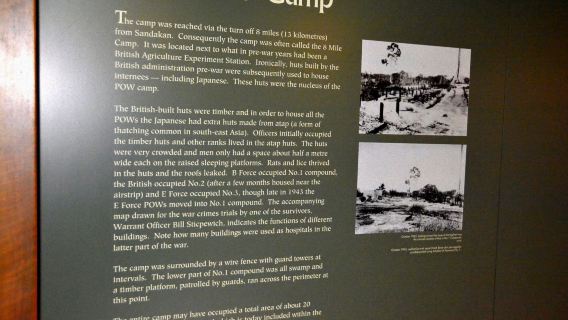 Camp
The camp was reached via the turn off 8 miles (13 kilometres)
from Sandakan. Consequently the camp was often called the 8 Mile
Camp. It was located next to what in pre-war years had been a
British Agriculture Experiment Station. Ironically, huts built by the
British administration pre-war were subsequently used to house
internees — including Japanese. These huts were the nucleus of the
POW camp.
The British-built huts were timber and in order to house all the
POWs the Japanese had extra huts made from atap (a form of
thatching common in south-east Asia). Officers initially occupied
the timber huts and other ranks lived in the atap huts. The huts
were very crowded and men only had a space about half a metre
wide each on the raised sleeping platforms. Rats and lice thrived
in the huts and the roofs leaked. B Force occupied No.1 compound,
the British occupied No.2 (after a few months housed near the
airstrip) and E Force occupied No.3, though late in 1943 the
E Force POWs moved into No.1 compound. The accompanying
map drawn for the war crimes trials by one of the survivors,
Warrant Officer Bill Sticpewich, indicates the functions of different
buildings. Note how many buildings were used as hospitals in the
latter part of the war.
The camp was surrounded by a wire fence with guard towers at
intervals. The lower part of No.1 compound was all swamp and
a timber platform, patrolled by guards, ran across the perimeter at
this point.
The entire camp may have occupied a total area of about 20
which is today included within the